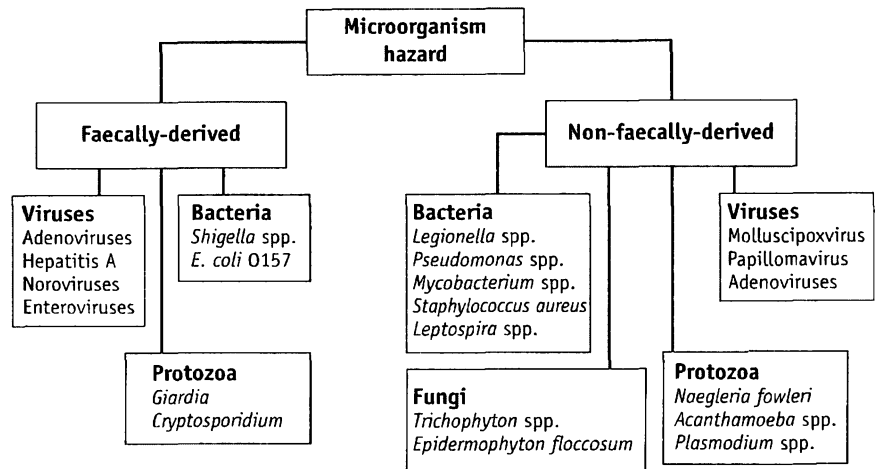 Microorganism
hazard
Faecally-derived
Non-faecally-derived
Viruses
Adenoviruses
Hepatitis A
Noroviruses
Enteroviruses
Bacteria
Shigella spp.
E. coli O157
Protozoa
Giardia
Cryptosporidium
Bacteria
Legionella spp.
Pseudomonas spp.
Mycobacterium spp.
Staphylococcus aureus
Leptospira spp.
Viruses
Molluscipoxvirus
Papillomavirus
Adenoviruses
Fungi
Trichophyton spp.
Epidermophyton floccosum
Protozoa
Naegleria fowleri
Acanthamoeba spp.
Plasmodium spp.